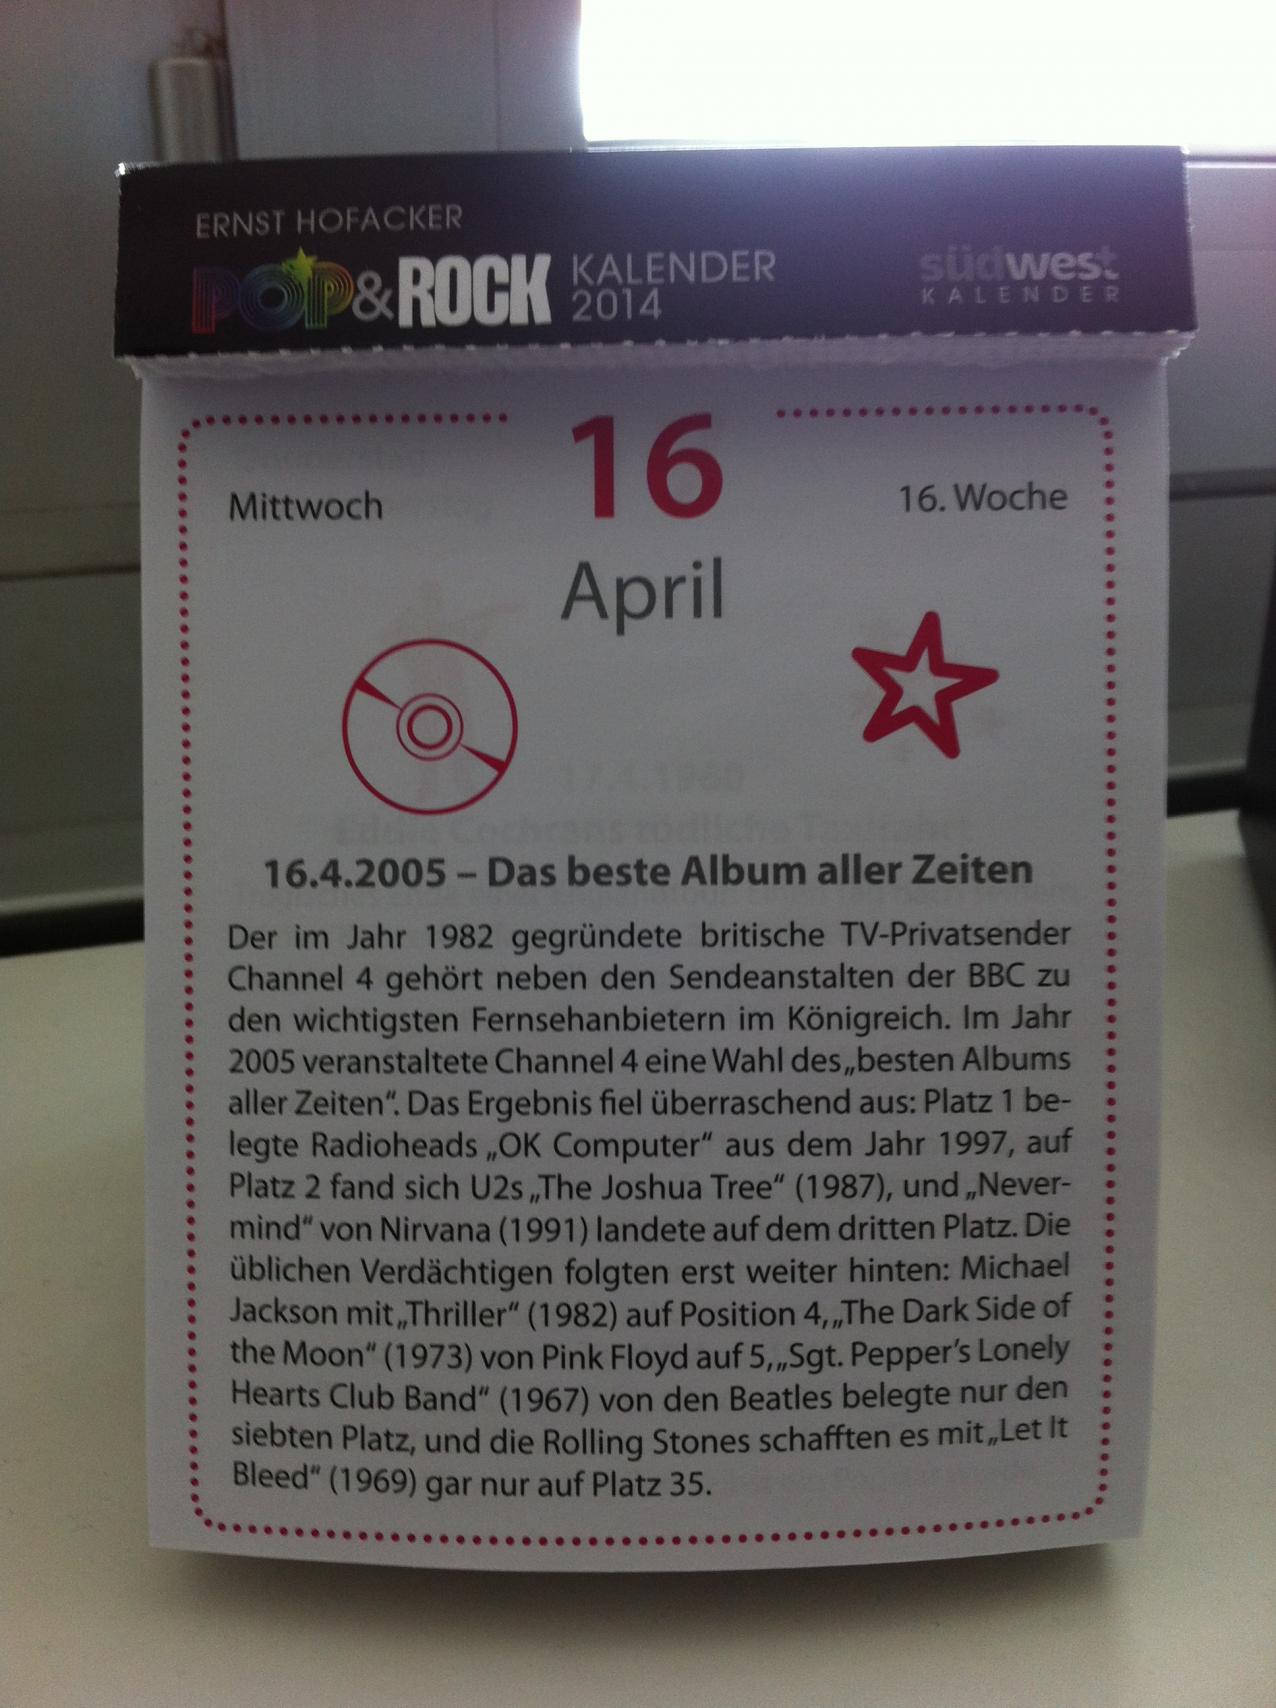 ERNST HOFACKER
POP&ROCK KALENDER 2014
südwest
KALENDER
16
Mittwoch
16. Woche
April
16.4.2005 – Das beste Album aller Zeiten
Der im Jahr 1982 gegründete britische TV-Privatsender
Channel 4 gehört neben den Sendeanstalten der BBC zu
den wichtigsten Fernsehanbietern im Königreich. Im Jahr
2005 veranstaltete Channel 4 eine Wahl des „besten Albums
aller Zeiten“. Das Ergebnis fiel überraschend aus: Platz 1 be-
legte Radioheads „OK Computer“ aus dem Jahr 1997, auf
Platz 2 fand sich U2s „The Joshua Tree“ (1987), und „Never-
mind“ von Nirvana (1991) landete auf dem dritten Platz. Die
üblichen Verdächtigen folgten erst weiter hinten: Michael
Jackson mit „Thriller“ (1982) auf Position 4, „The Dark Side of
the Moon“ (1973) von Pink Floyd auf 5, „Sgt. Pepper’s Lonely
Hearts Club Band“ (1967) von den Beatles belegte nur den
siebten Platz, und die Rolling Stones schafften es mit „Let It
Bleed“ (1969) gar nur auf Platz 35.